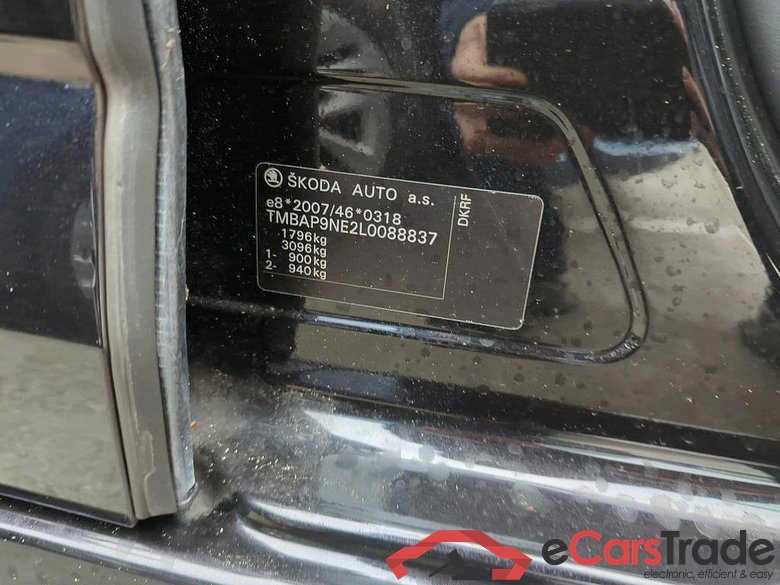 ŠKODA AUTO a.s.
e8*2007/46*0318
TMBAP9NE2L0088837
1796kg
3096kg
1- 900kg
2- 940kg
DKRF
eCarsTrade
electronic, efficient & easy